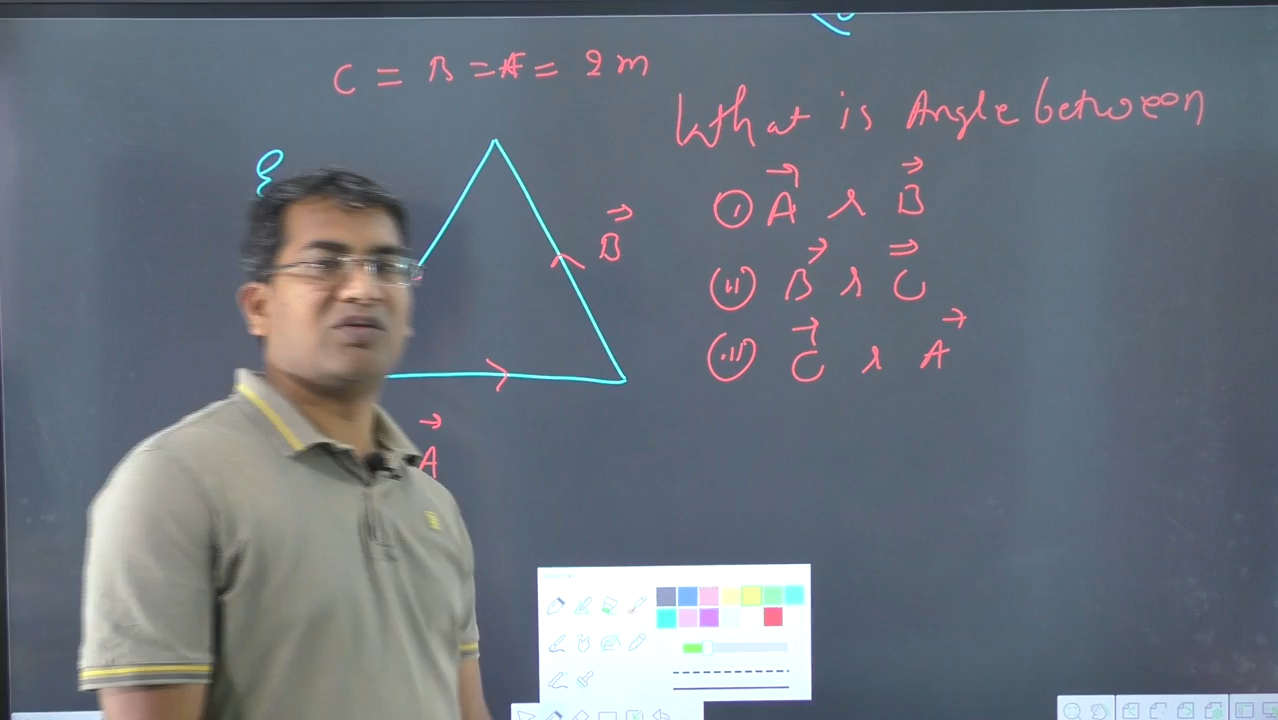 C = B = A = 2 m
What is Angle between
① A→ & B→
B→
(ii) B→ & C→
(iii) C→ & A→
A→